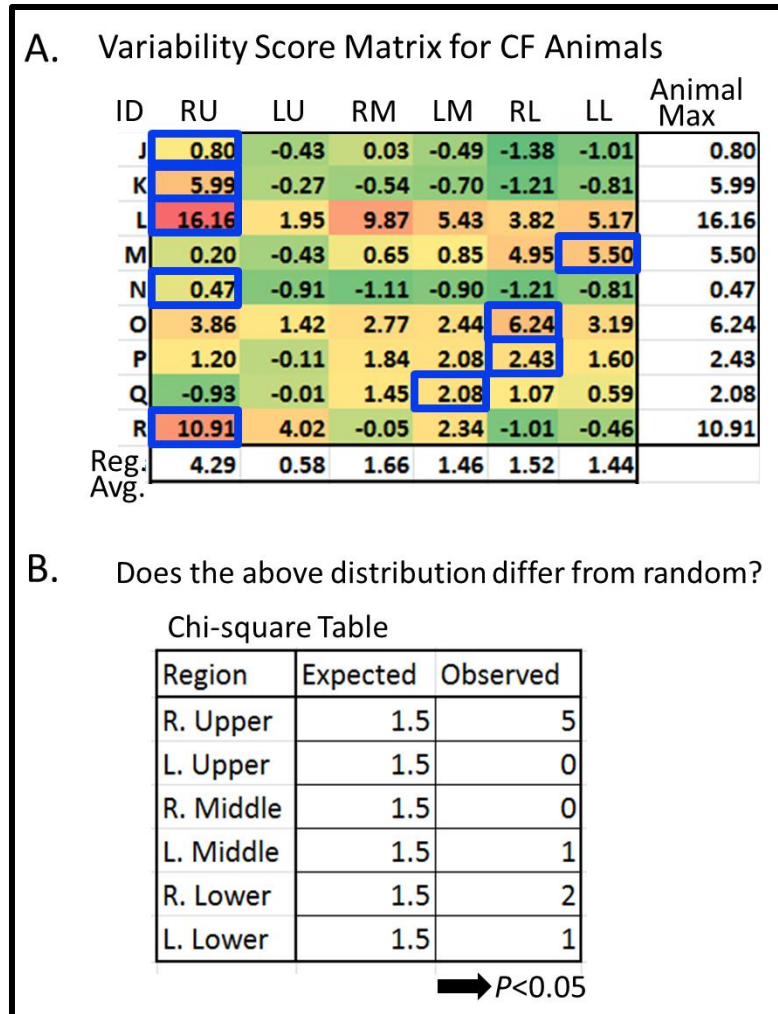 A. Variability Score Matrix for CF Animals
ID RU LU RM LM RL LL Animal Max
J 0.80 -0.43 0.03 -0.49 -1.38 -1.01 0.80
K 5.99 -0.27 -0.54 -0.70 -1.21 -0.81 5.99
L 16.16 1.95 9.87 5.43 3.82 5.17 16.16
M 0.20 -0.43 0.65 0.85 4.95 5.50 5.50
N 0.47 -0.91 -1.11 -0.90 -1.21 -0.81 0.47
O 3.86 1.42 2.77 2.44 6.24 3.19 6.24
P 1.20 -0.11 1.84 2.08 2.43 1.60 2.43
Q -0.93 -0.01 1.45 2.08 1.07 0.59 2.08
R 10.91 4.02 -0.05 2.34 -1.01 -0.46 10.91
Reg. Avg. 4.29 0.58 1.66 1.46 1.52 1.44
B. Does the above distribution differ from random?
Chi-square Table
Region Expected Observed
R. Upper 1.5 5
L. Upper 1.5 0
R. Middle 1.5 0
L. Middle 1.5 1
R. Lower 1.5 2
L. Lower 1.5 1
P<0.05